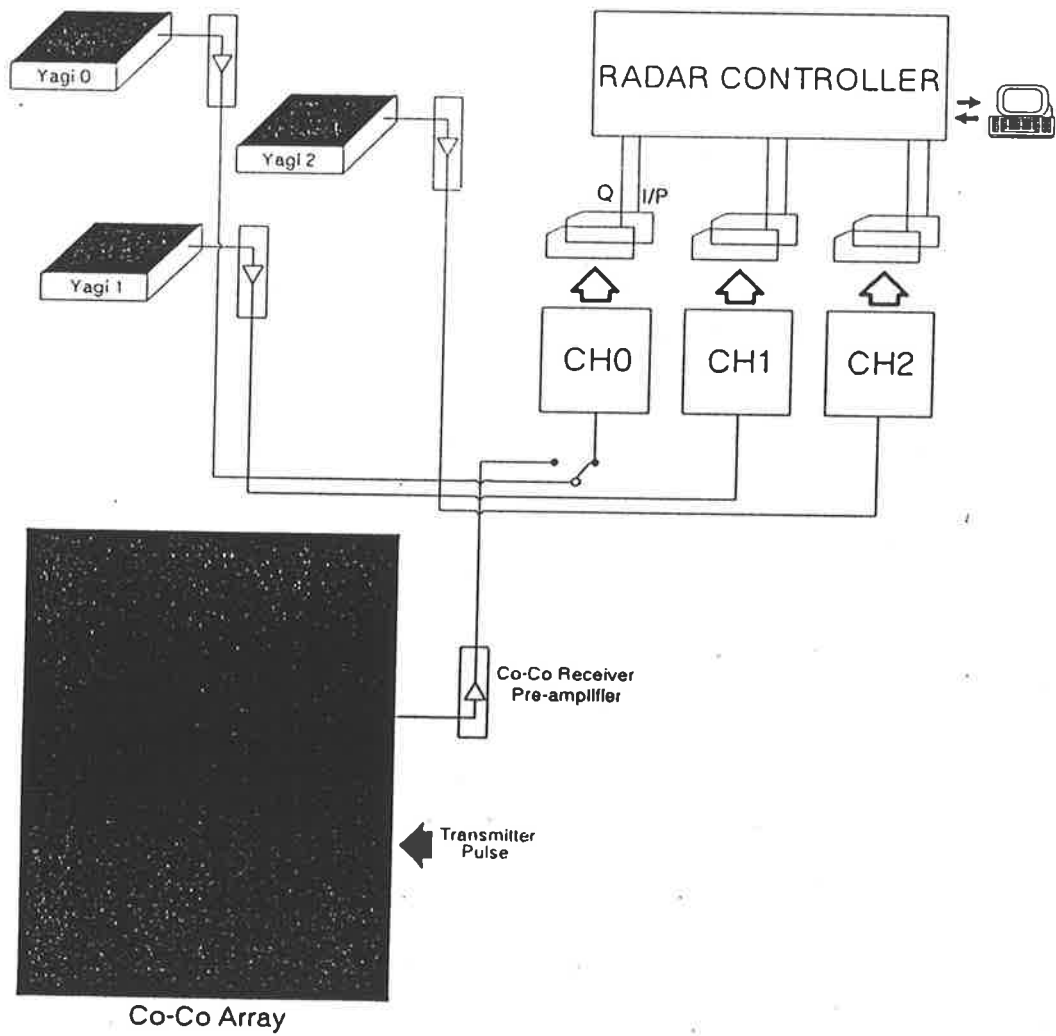 Yagi 0
RADAR CONTROLLER
Yagi 2
Q
I/P
Yagi 1
CH0
CH1
CH2
Co-Co Receiver
Pre-amplifier
Transmitter
Pulse
Co-Co Array